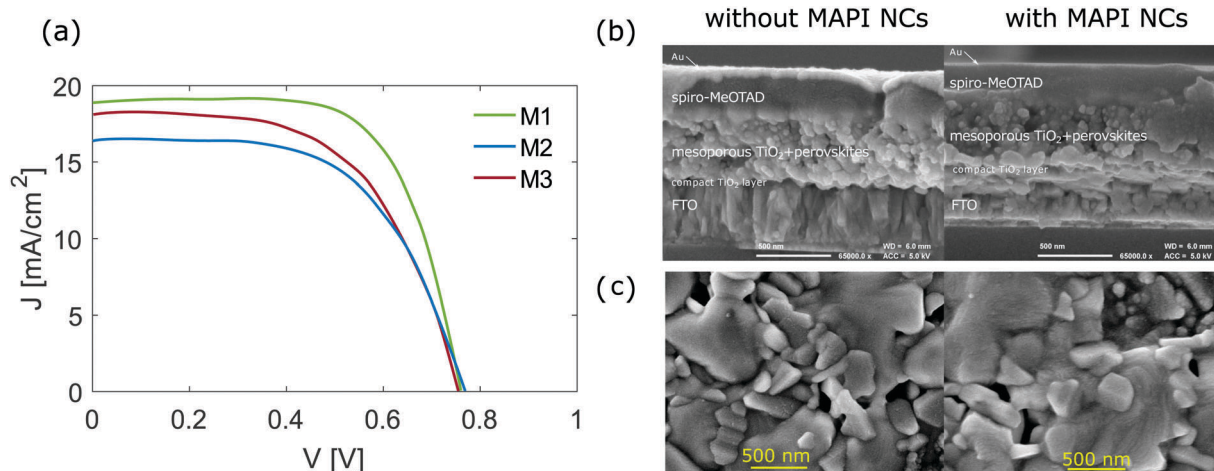 (a)
20
15
10
5
0
0
0.2
0.4
0.6
0.8
1
J [mA/cm²]
V [V]
M1
M2
M3
without MAPI NCs
with MAPI NCs
(b)
Au
spiro-MeOTAD
mesoporous TiO₂+perovskites
compact TiO₂ layer
FTO
500 nm
WD = 6.0 mm
65000.0 x
ACC = 5.0 kV
Au
spiro-MeOTAD
mesoporous TiO₂+perovskites
compact TiO₂ layer
FTO
500 nm
WD = 6.0 mm
65000.0 x
ACC = 5.0 kV
(c)
500 nm
500 nm